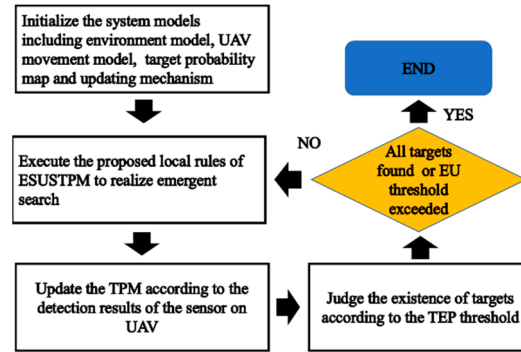 Initialize the system models
including environment model, UAV
movement model, target probability
map and updating mechanism
END
YES
NO
Execute the proposed local rules of
ESUSTPM to realize emergent
search
All
targets
found or EU
threshold
exceeded
Update the TPM according to the
detection results of the sensor on
UAV
Judge the existence of targets
according to the TEP threshold